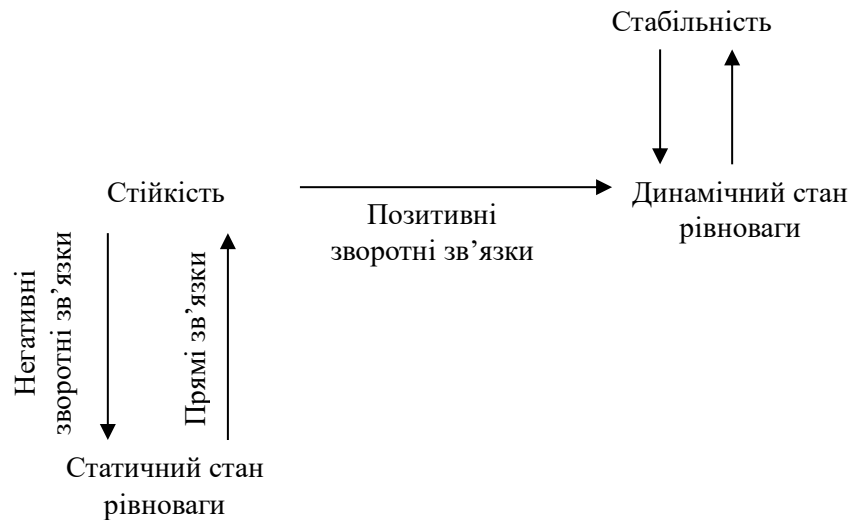 Стабільність
Стійкість
Динамічний стан
рівноваги
Позитивні
зворотні зв’язки
Негативні
зворотні зв’язки
Прямі зв’язки
Статичний стан
рівноваги